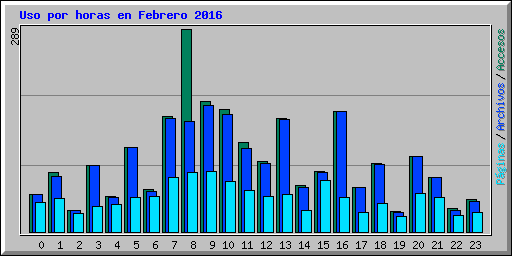 Uso por horas en Febrero 2016
289
Páginas / Archivos / Accesos
0 1 2 3 4 5 6 7 8 9 10 11 12 13 14 15 16 17 18 19 20 21 22 23